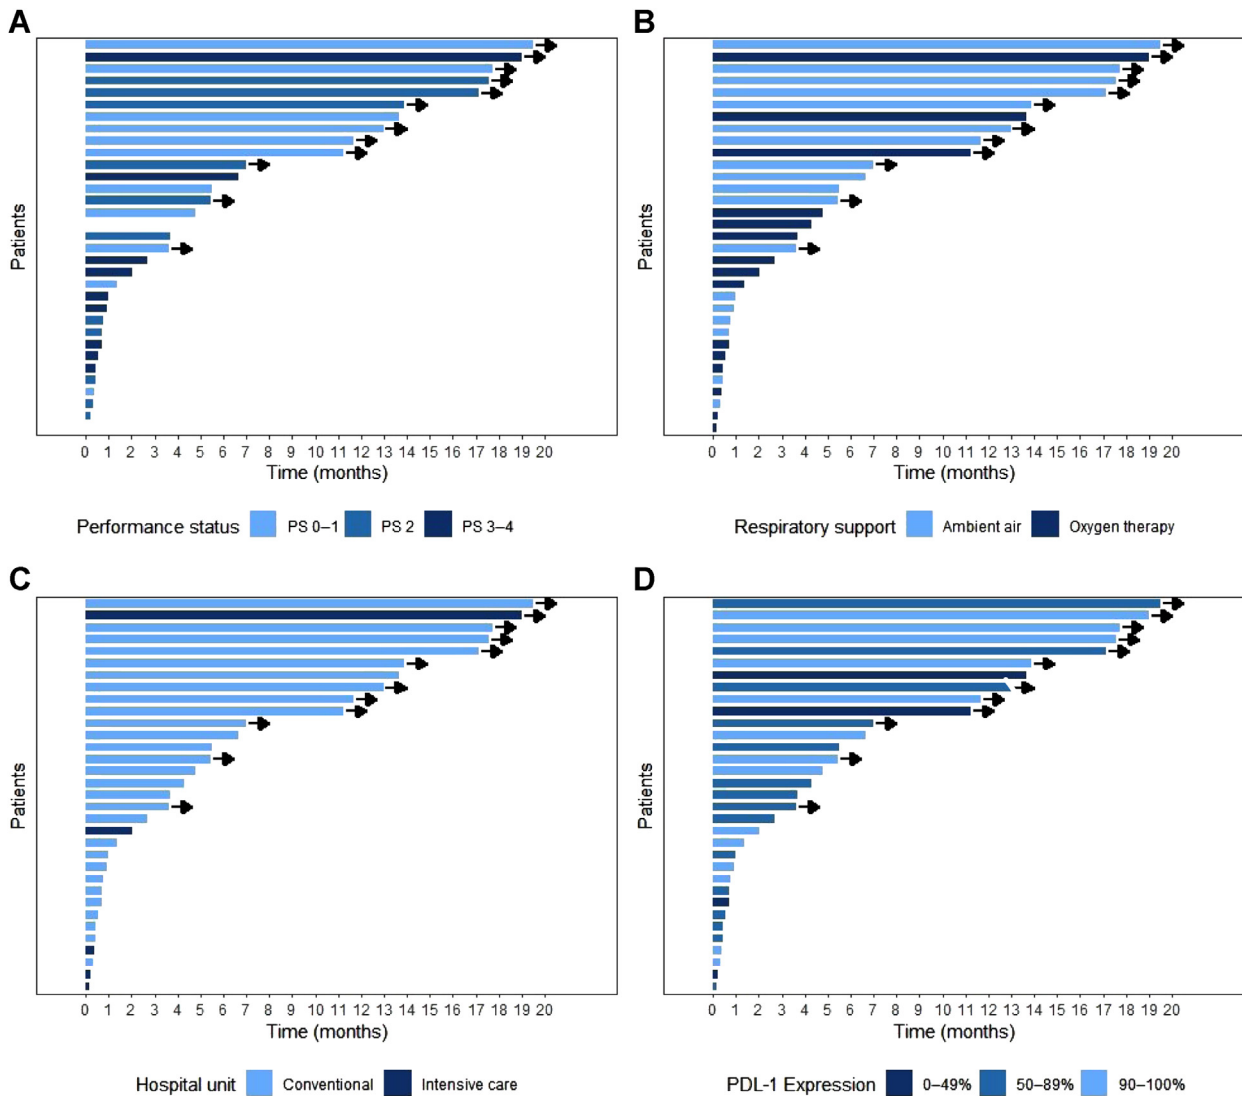 A
Patients
0 1 2 3 4 5 6 7 8 9 10 11 12 13 14 15 16 17 18 19 20
Time (months)
Performance status PS 0–1 PS 2 PS 3–4
B
Patients
0 1 2 3 4 5 6 7 8 9 10 11 12 13 14 15 16 17 18 19 20
Time (months)
Respiratory support Ambient air Oxygen therapy
C
Patients
0 1 2 3 4 5 6 7 8 9 10 11 12 13 14 15 16 17 18 19 20
Time (months)
Hospital unit Conventional Intensive care
D
Patients
0 1 2 3 4 5 6 7 8 9 10 11 12 13 14 15 16 17 18 19 20
Time (months)
PDL-1 Expression 0–49% 50–89% 90–100%